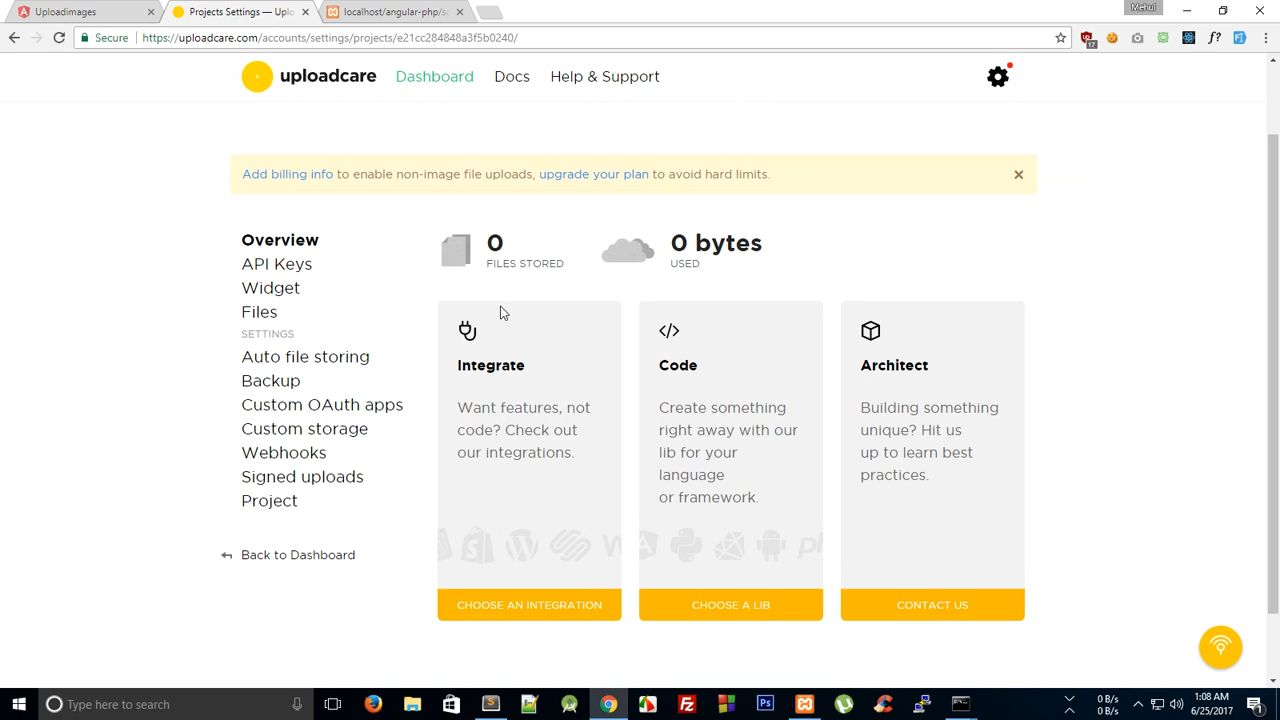 Uploadimages
Projects Settings — Uplo
localhost/angular-php/s
Mehul
Secure
https://uploadcare.com/accounts/settings/projects/e21cc284848a3f5b0240/
17
uploadcare
Dashboard
Docs
Help & Support
Add billing info to enable non-image file uploads, upgrade your plan to avoid hard limits.
Overview
API Keys
Widget
Files
SETTINGS
Auto file storing
Backup
Custom OAuth apps
Custom storage
Webhooks
Signed uploads
Project
Back to Dashboard
0
FILES STORED
0 bytes
USED
Integrate
Want features, not
code? Check out
our integrations.
CHOOSE AN INTEGRATION
Code
Create something
right away with our
lib for your
language
or framework.
CHOOSE A LIB
Architect
Building something
unique? Hit us
up to learn best
practices.
CONTACT US
Type here to search
0 B/s
0 B/s
1:08 AM
6/25/2017